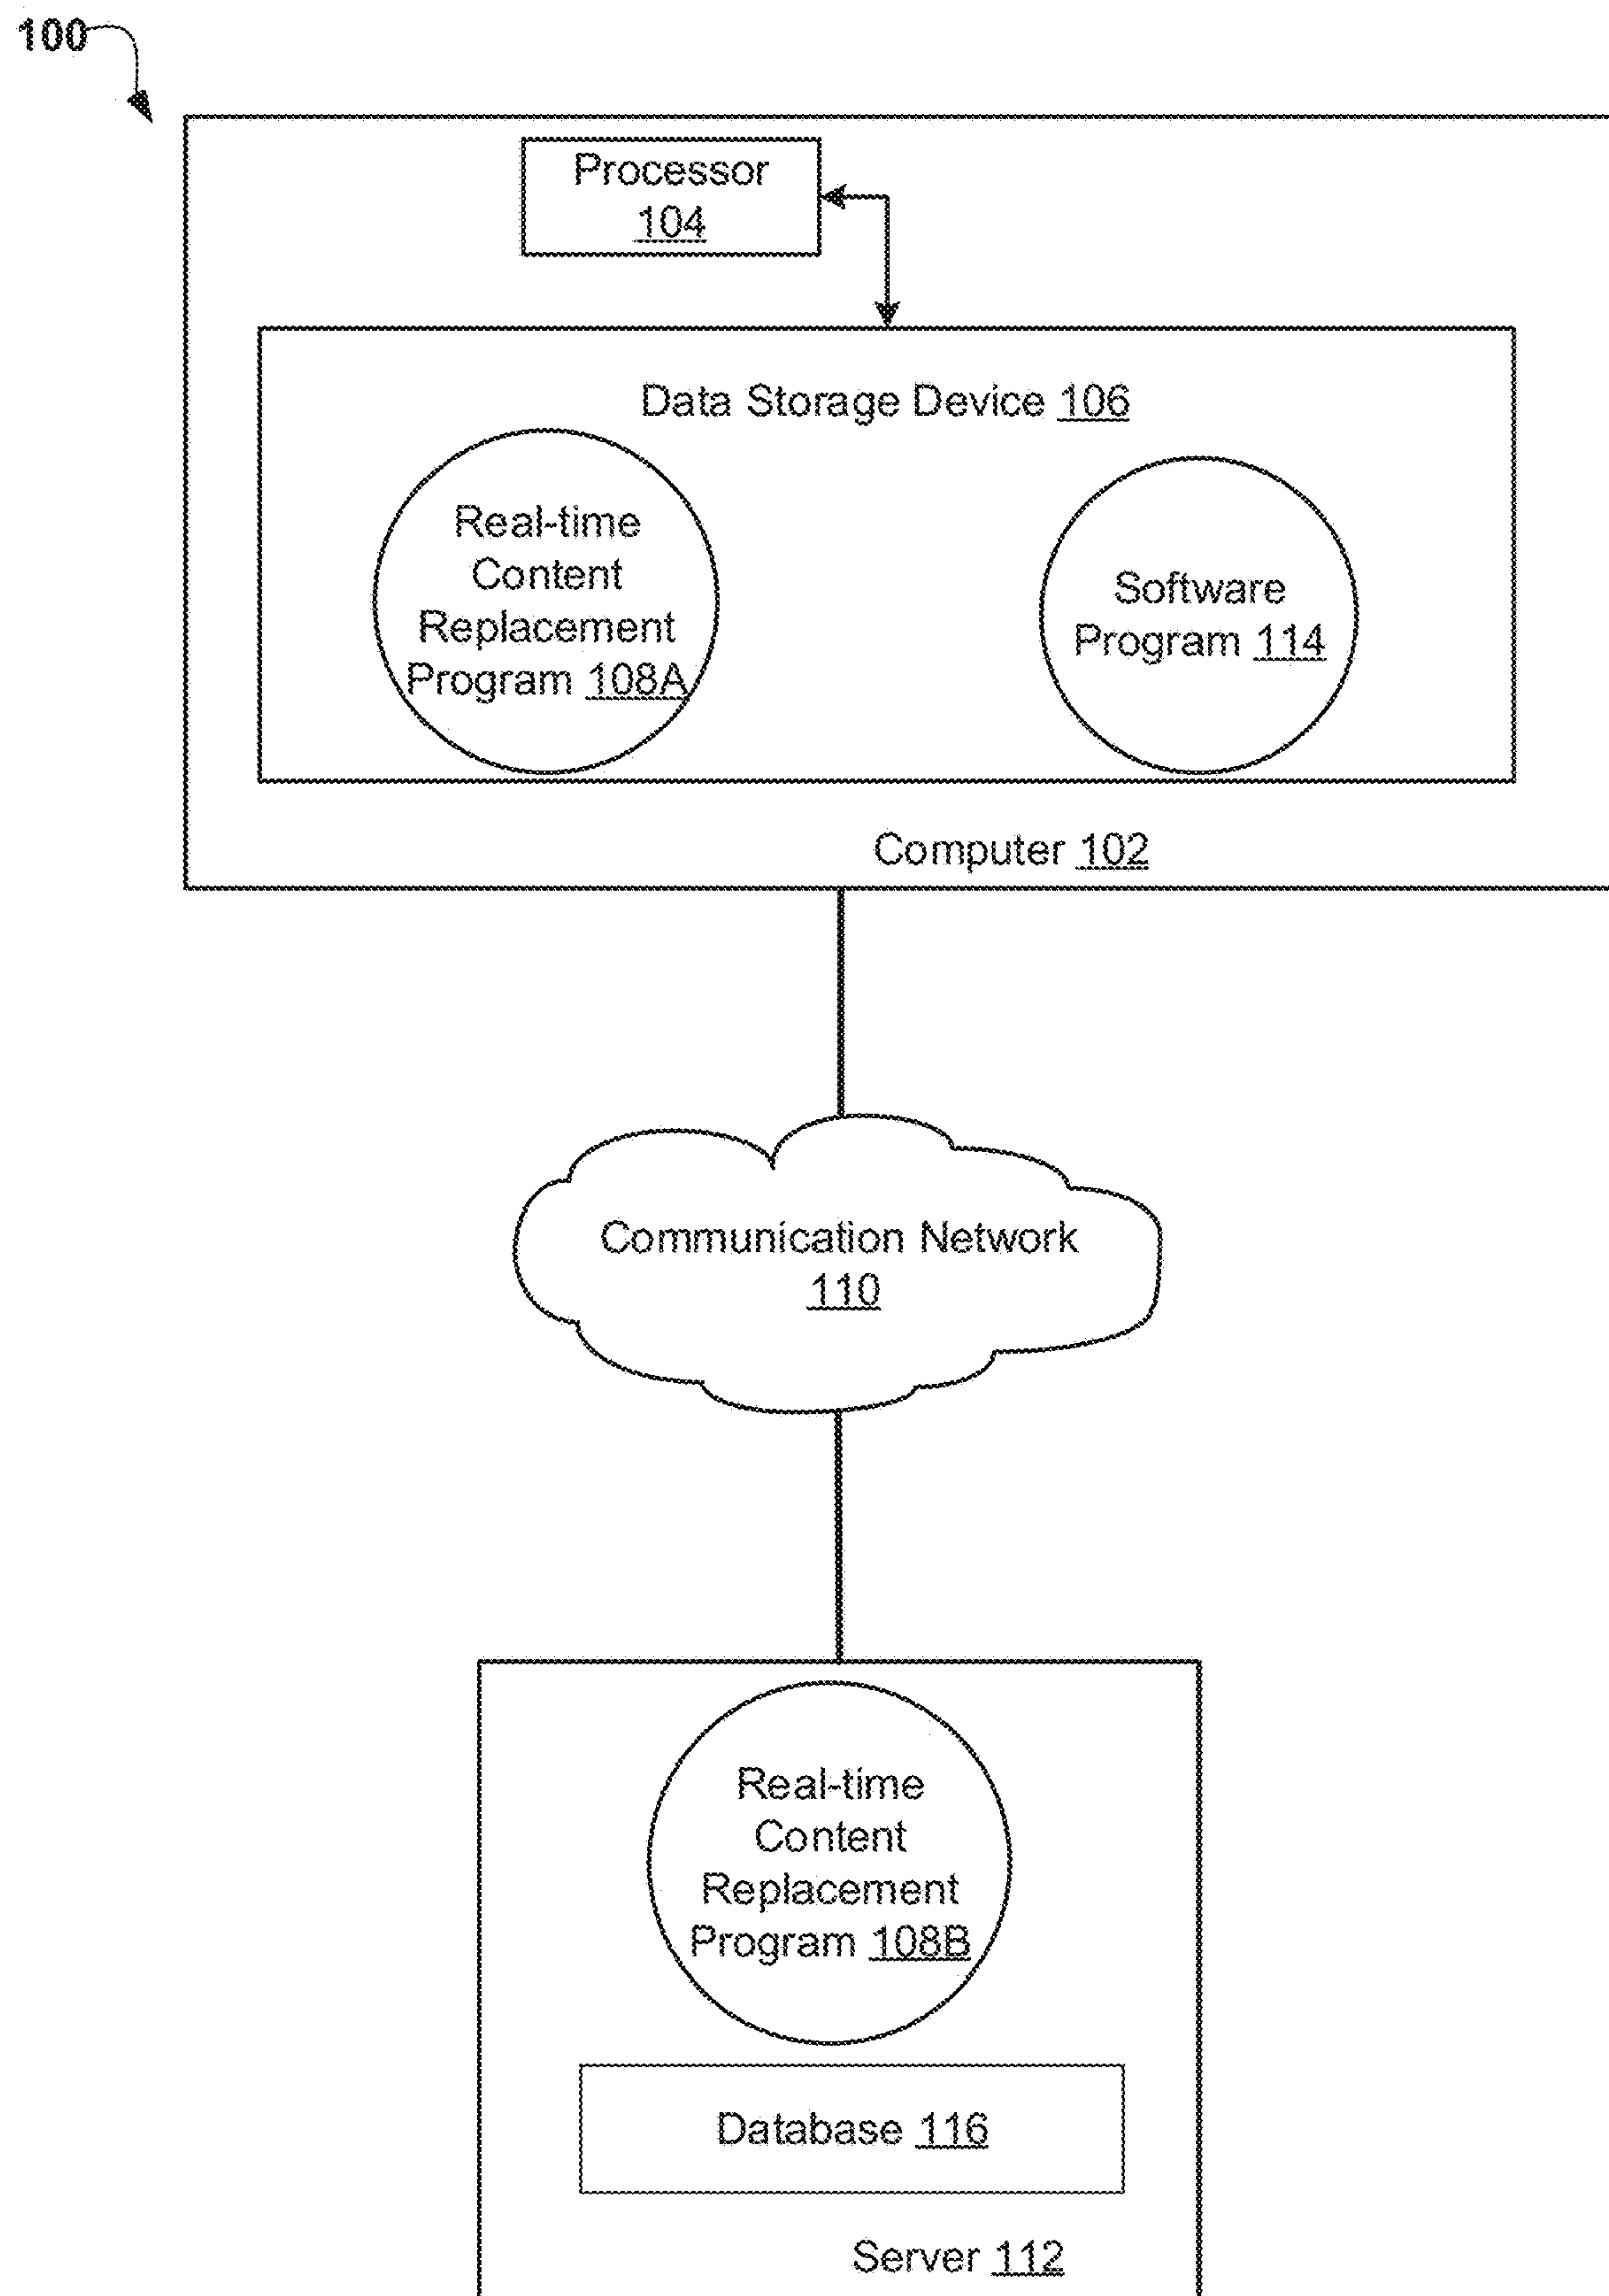 100
Processor
104
Data Storage Device 106
Real-time
Content
Replacement
Program 108A
Software
Program 114
Computer 102
Communication Network
110
Real-time
Content
Replacement
Program 108B
Database 116
Server 112